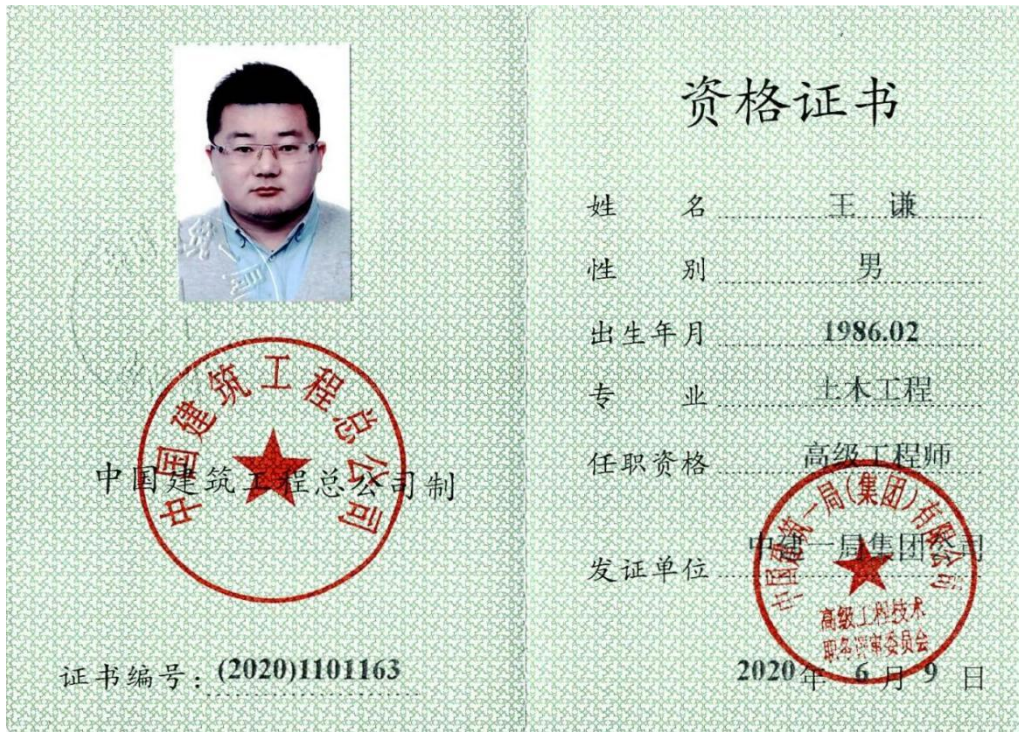 中国建筑工程总公司
中国建筑工程总公司制
证书编号：(2020)1101163
资格证书
姓名 王谦
性别 男
出生年月 1986.02
专业 土木工程
任职资格 高级工程师
发证单位 中建一局集团公司
中国建筑一局(集团)有限公司
高级工程技术
职务评审委员会
2020年6月9日